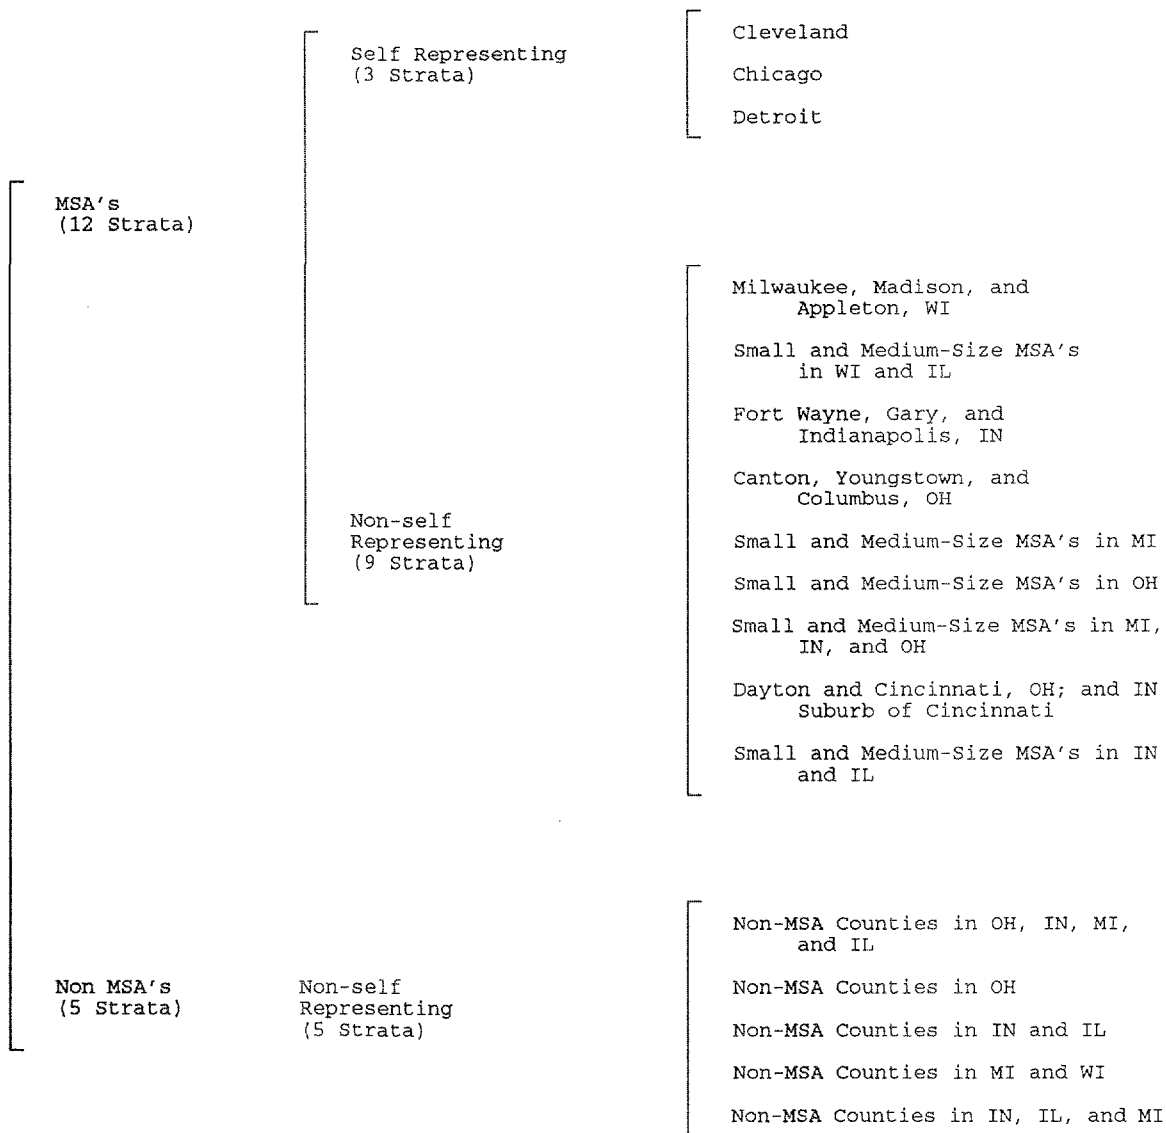 MSA's
(12 Strata)
Self Representing
(3 Strata)
Cleveland
Chicago
Detroit
Non-self
Representing
(9 Strata)
Milwaukee, Madison, and
Appleton, WI
Small and Medium-Size MSA's
in WI and IL
Fort Wayne, Gary, and
Indianapolis, IN
Canton, Youngstown, and
Columbus, OH
Small and Medium-Size MSA's in MI
Small and Medium-Size MSA's in OH
Small and Medium-Size MSA's in MI,
IN, and OH
Dayton and Cincinnati, OH; and IN
Suburb of Cincinnati
Small and Medium-Size MSA's in IN
and IL
Non MSA's
(5 Strata)
Non-self
Representing
(5 Strata)
Non-MSA Counties in OH, IN, MI,
and IL
Non-MSA Counties in OH
Non-MSA Counties in IN and IL
Non-MSA Counties in MI and WI
Non-MSA Counties in IN, IL, and MI